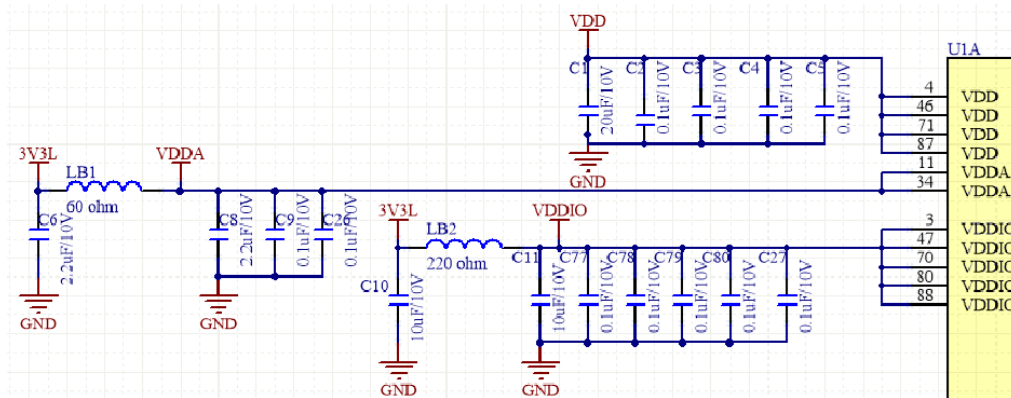 VDD
U1A
C1
C2
C3
C4
C5
20uF/10V
0.1uF/10V
0.1uF/10V
0.1uF/10V
0.1uF/10V
4
VDD
46
VDD
71
VDD
87
VDD
11
VDDA
34
VDDA
GND
3V3L
LB1
60 ohm
VDDA
C6
2.2uF/10V
C8
2.2uF/10V
C9
0.1uF/10V
C26
0.1uF/10V
GND
GND
3V3L
LB2
220 ohm
VDDIO
C10
10uF/10V
C11
10uF/10V
C77
0.1uF/10V
C78
0.1uF/10V
C79
0.1uF/10V
C80
0.1uF/10V
C27
0.1uF/10V
3
VDDIO
47
VDDIO
70
VDDIO
80
VDDIO
88
VDDIO
GND
GND